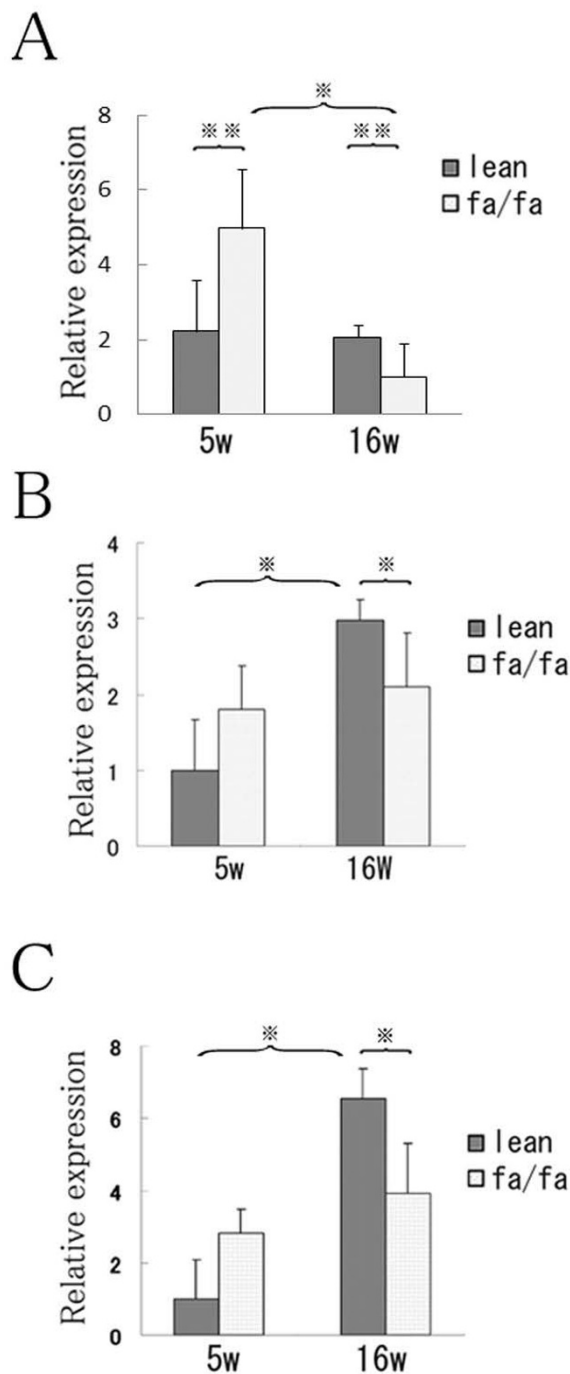 A
※
※※ ※※
8
6
4
2
0
Relative expression
lean
fa/fa
5w 16w
B
※ ※
4
3
2
1
0
Relative expression
lean
fa/fa
5w 16W
C
※ ※
8
6
4
2
0
Relative expression
lean
fa/fa
5w 16w